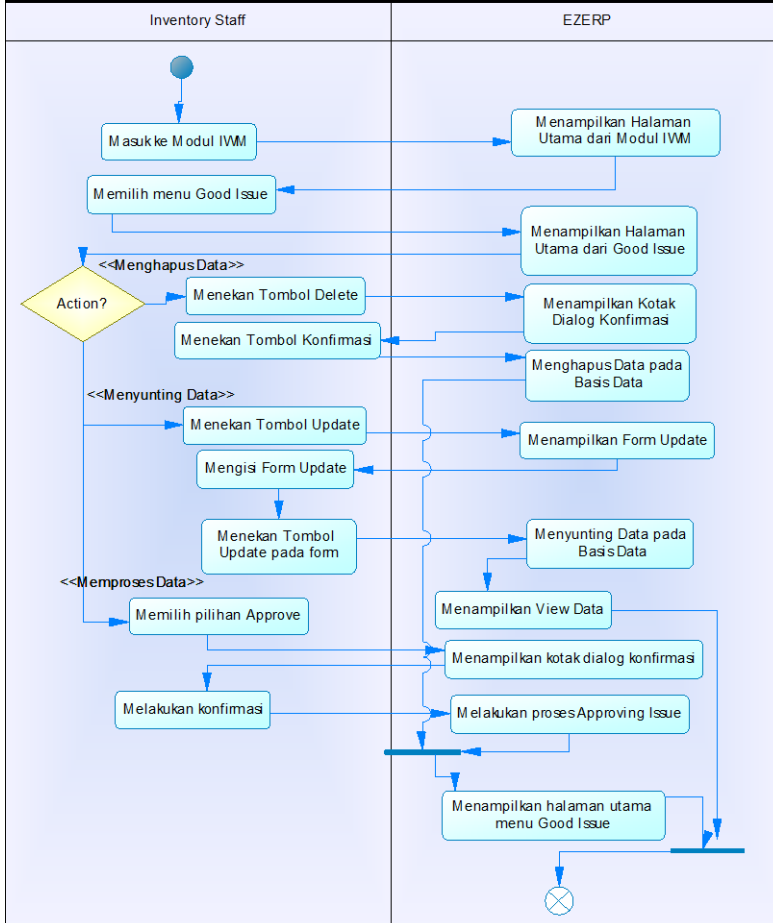 Inventory Staff
EZERP
Masuk ke Modul IWM
Menampilkan Halaman
Utama dari Modul IWM
Memilih menu Good Issue
Menampilkan Halaman
Utama dari Good Issue
<<Menghapus Data>>
Action?
Menekan Tombol Delete
Menampilkan Kotak
Dialog Konfirmasi
Menekan Tombol Konfirmasi
Menghapus Data pada
Basis Data
<<Menyunting Data>>
Menekan Tombol Update
Menampilkan Form Update
Mengisi Form Update
Menekan Tombol
Update pada form
Menyunting Data pada
Basis Data
<<Memproses Data>>
Memilih pilihan Approve
Menampilkan View Data
Menampilkan kotak dialog konfirmasi
Melakukan konfirmasi
Melakukan proses Approving Issue
Menampilkan halaman utama
menu Good Issue